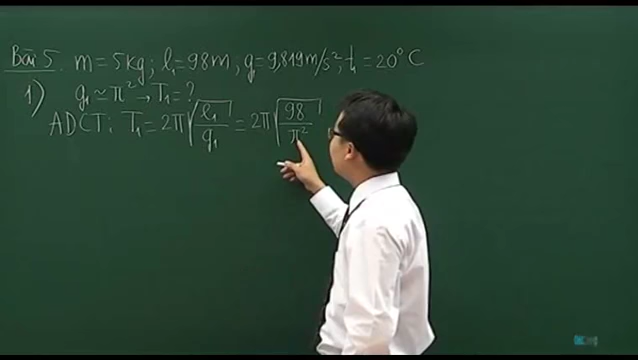 Bài 5. m = 5kg; l₁ = 98m, g₁ = 9,819m/s², t₁ = 20°C
1) g₁ ≃ π² → T₁ = ?
ADCT: T₁ = 2π√(l₁/g₁) = 2π√(98/π²)